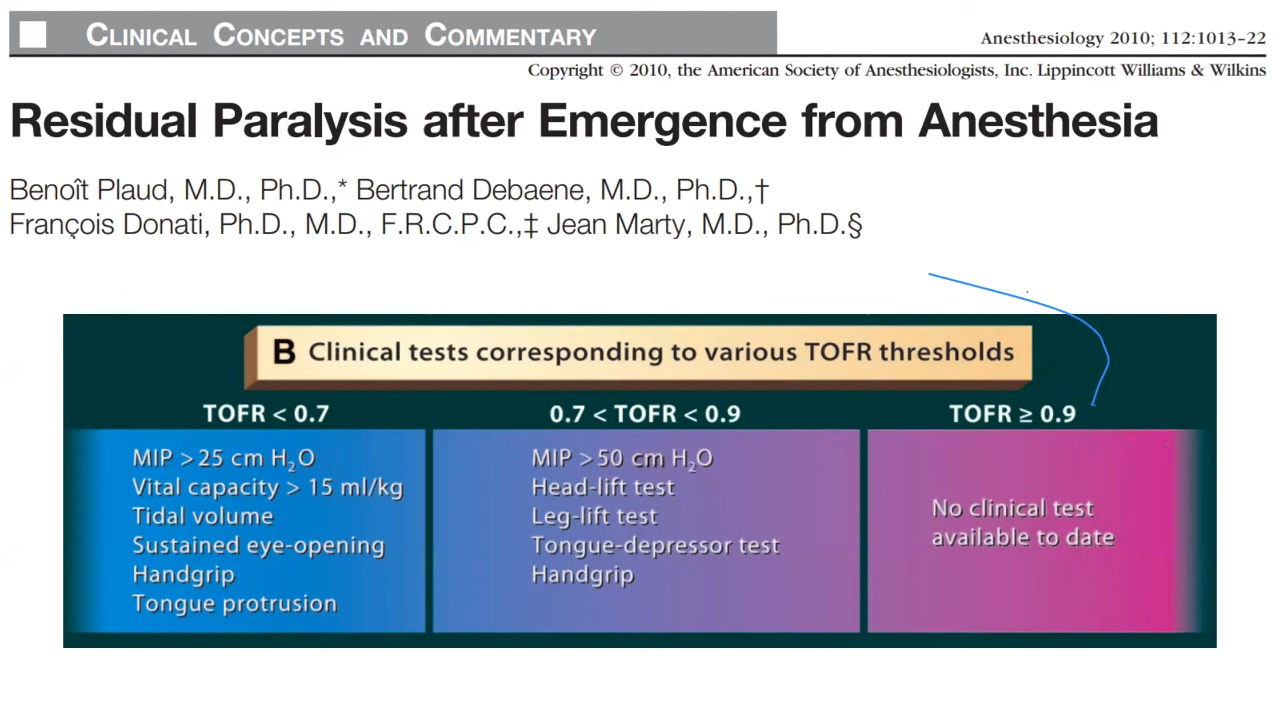 CLINICAL CONCEPTS AND COMMENTARY
Anesthesiology 2010; 112:1013–22
Copyright © 2010, the American Society of Anesthesiologists, Inc. Lippincott Williams & Wilkins
Residual Paralysis after Emergence from Anesthesia
Benoît Plaud, M.D., Ph.D.,* Bertrand Debaene, M.D., Ph.D.,†
François Donati, Ph.D., M.D., F.R.C.P.C.,‡ Jean Marty, M.D., Ph.D.§
B Clinical tests corresponding to various TOFR thresholds
TOFR < 0.7
MIP > 25 cm H₂O
Vital capacity > 15 ml/kg
Tidal volume
Sustained eye-opening
Handgrip
Tongue protrusion
0.7 < TOFR < 0.9
MIP > 50 cm H₂O
Head-lift test
Leg-lift test
Tongue-depressor test
Handgrip
TOFR ≥ 0.9
No clinical test
available to date